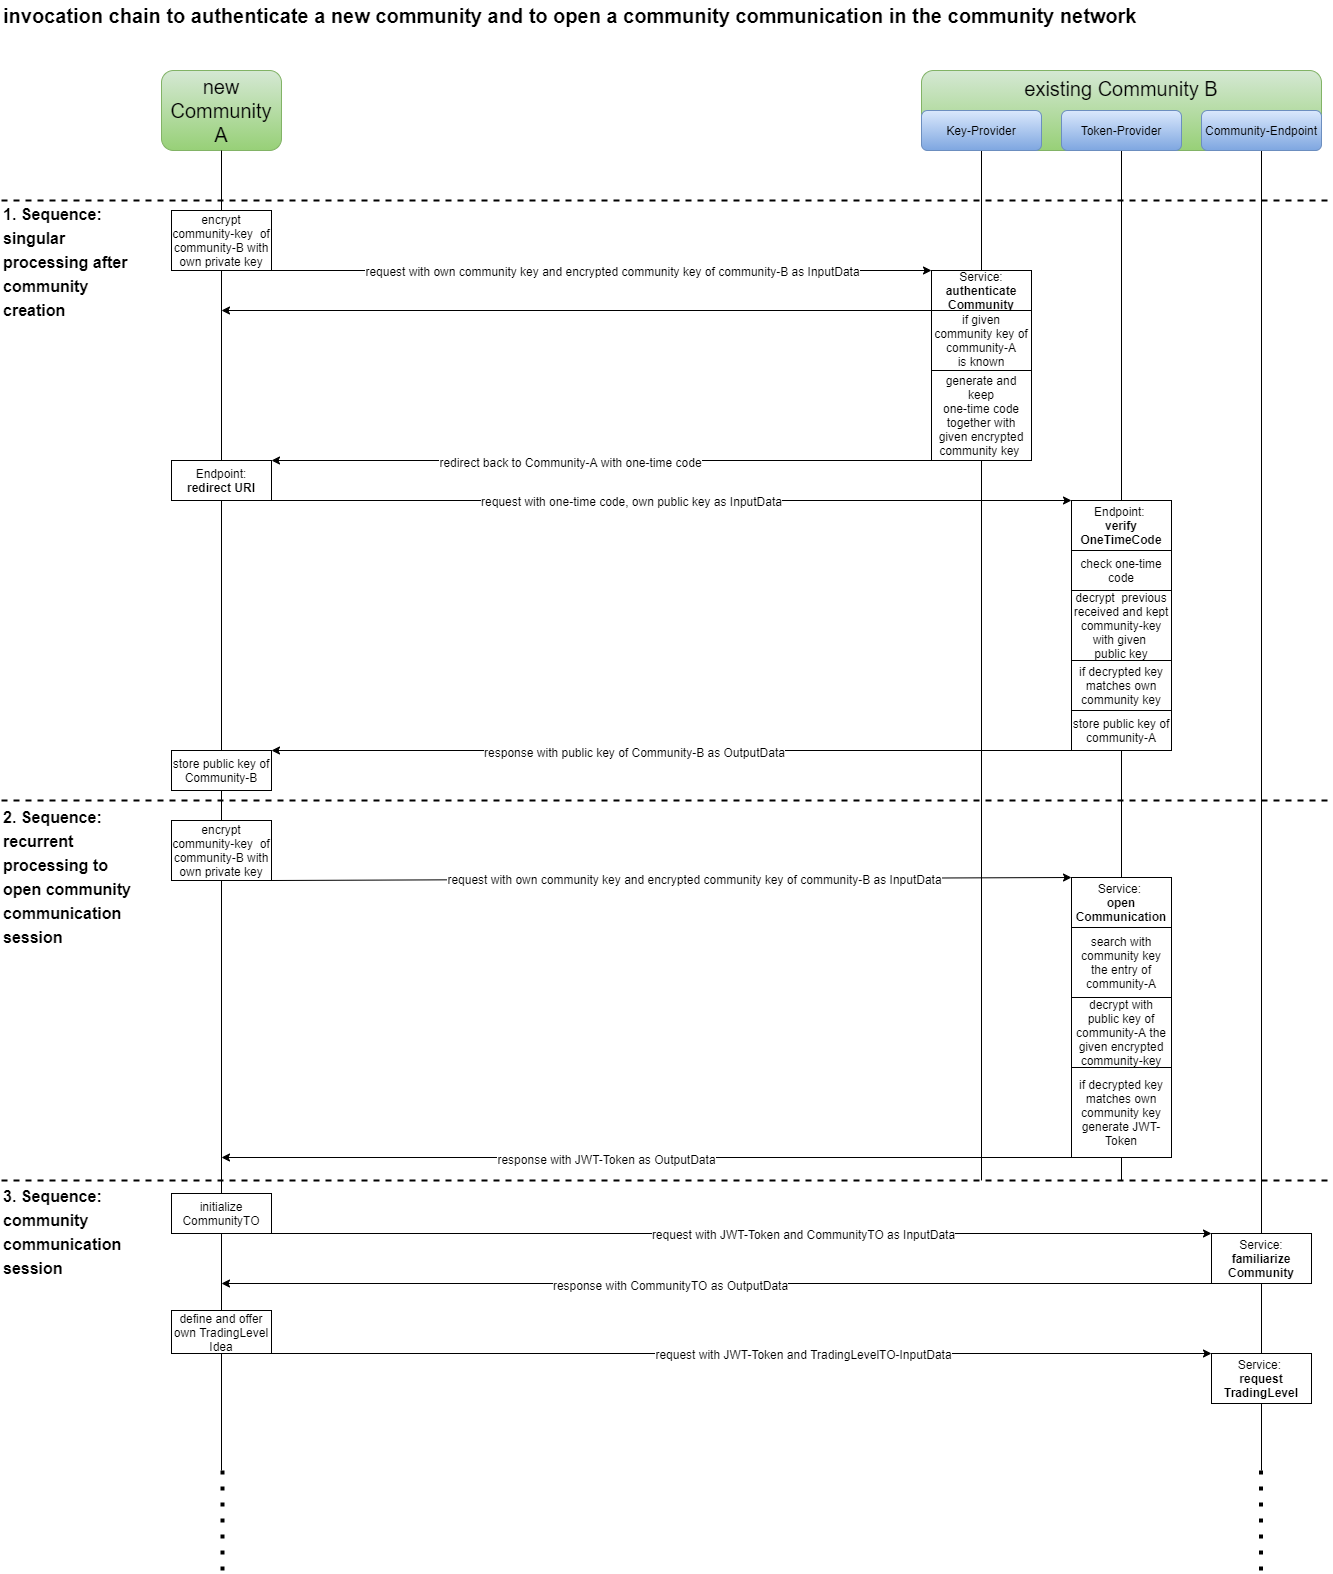 invocation chain to authenticate a new community and to open a community communication in the community network
new
Community
A
existing Community B
Key-Provider
Token-Provider
Community-Endpoint
1. Sequence:
singular
processing after
community
creation
encrypt
community-key of
community-B with
own private key
request with own community key and encrypted community key of community-B as InputData
Service:
authenticate
Community
if given
community key of
community-A
is known
generate and
keep
one-time code
together with
given encrypted
community key
redirect back to Community-A with one-time code
Endpoint:
redirect URI
request with one-time code, own public key as InputData
Endpoint:
verify
OneTimeCode
check one-time
code
decrypt previous
received and kept
community-key
with given
public key
if decrypted key
matches own
community key
store public key of
community-A
response with public key of Community-B as OutputData
store public key of
Community-B
2. Sequence:
recurrent
processing to
open community
communication
session
encrypt
community-key of
community-B with
own private key
request with own community key and encrypted community key of community-B as InputData
Service:
open
Communication
search with
community key
the entry of
community-A
decrypt with
public key of
community-A the
given encrypted
community-key
if decrypted key
matches own
community key
generate JWT-
Token
response with JWT-Token as OutputData
3. Sequence:
community
communication
session
initialize
CommunityTO
request with JWT-Token and CommunityTO as InputData
Service:
familiarize
Community
response with CommunityTO as OutputData
define and offer
own TradingLevel
Idea
request with JWT-Token and TradingLevelTO-InputData
Service:
request
TradingLevel